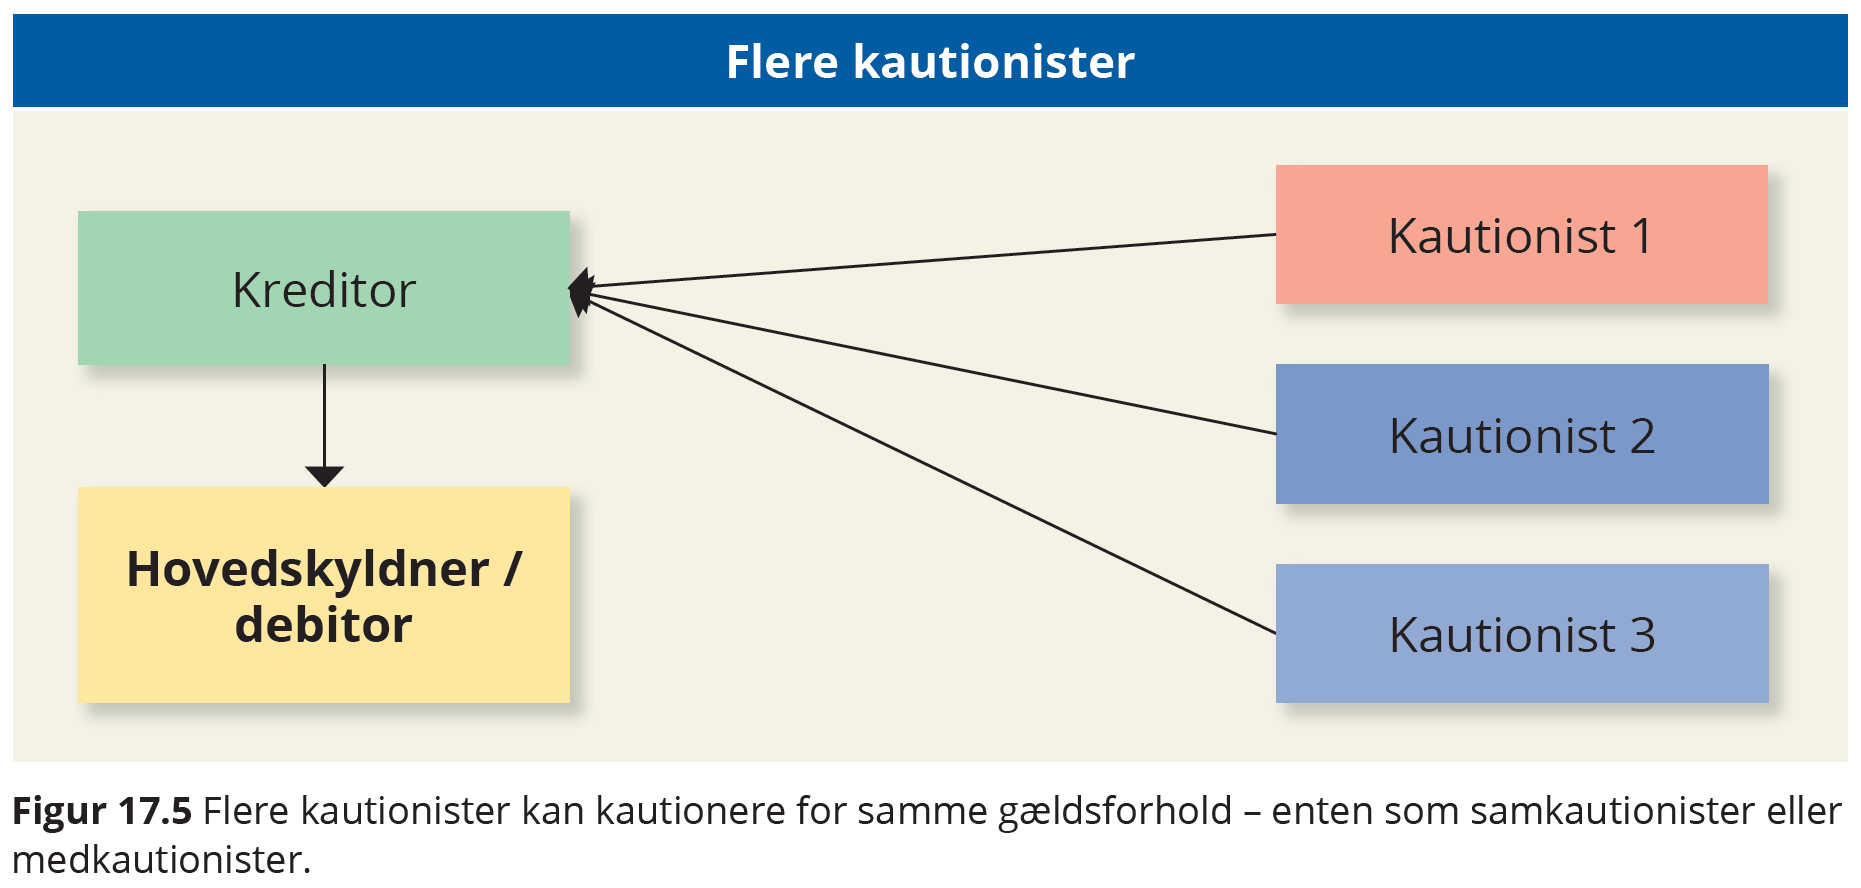 Flere kautionister
Kreditor
Hovedskyldner /
debitor
Kautionist 1
Kautionist 2
Kautionist 3
Figur 17.5 Flere kautionister kan kautionere for samme gældsforhold – enten som samkautionister eller
medkautionister.